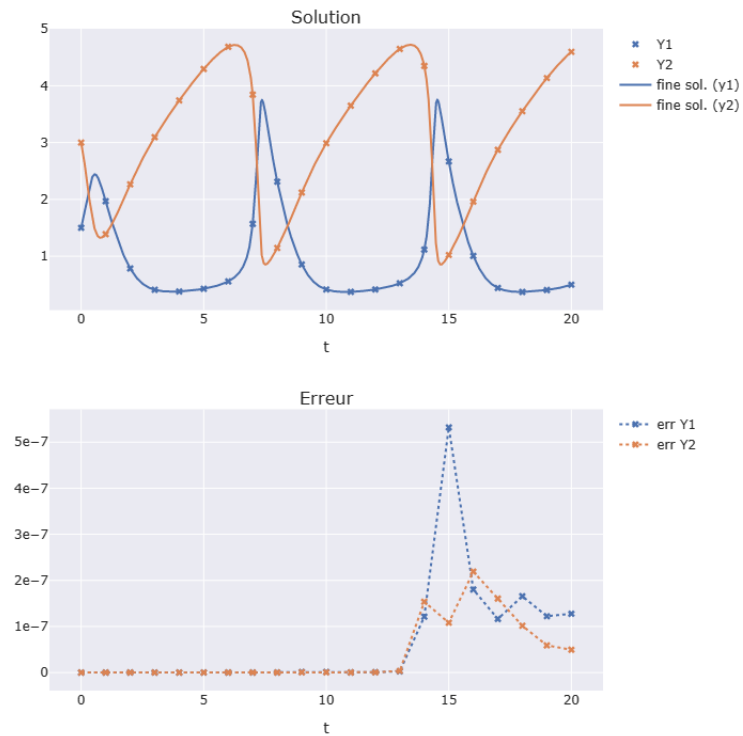 Solution
5
4
3
2
1
0
5
10
15
20
t
Y1
Y2
fine sol. (y1)
fine sol. (y2)
Erreur
5e−7
4e−7
3e−7
2e−7
1e−7
0
0
5
10
15
20
t
err Y1
err Y2